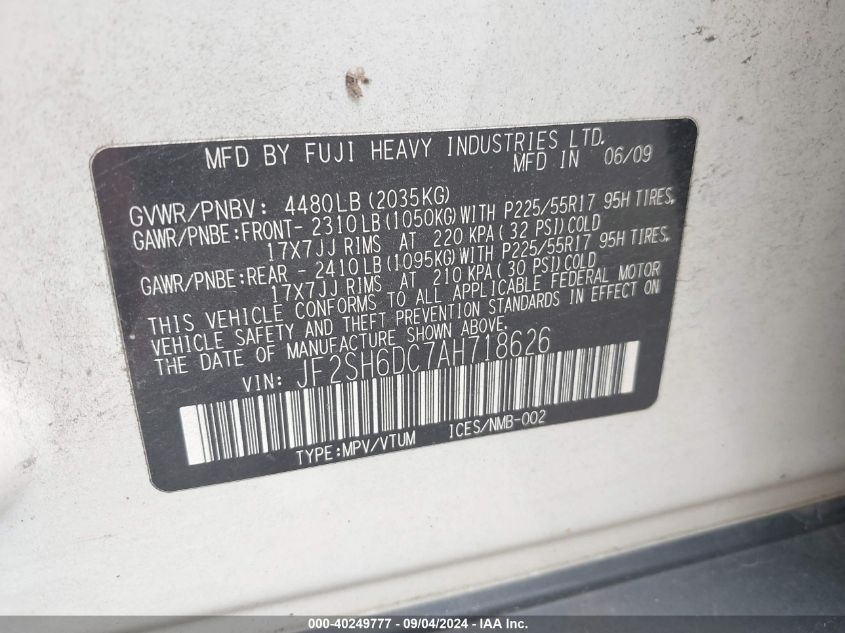 MFD BY FUJI HEAVY INDUSTRIES LTD.
MFD IN 06/09
GVWR/PNBV: 4480LB (2035KG)
GAWR/PNBE:FRONT- 2310LB (1050KG)WITH P225/55R17 95H TIRES,
17X7JJ RIMS AT 220 KPA ( 32 PSI)COLD
GAWR/PNBE:REAR - 2410LB (1095KG)WITH P225/55R17 95H TIRES,
17X7JJ RIMS AT 210 KPA ( 30 PSI)COLD
THIS VEHICLE CONFORMS TO ALL APPLICABLE FEDERAL MOTOR
VEHICLE SAFETY AND THEFT PREVENTION STANDARDS IN EFFECT ON
THE DATE OF MANUFACTURE SHOWN ABOVE.
VIN: JF2SH6DC7AH718626
TYPE:MPV/VTUM ICES/NMB-002
000-40249777 - 09/04/2024 - IAAI.COM